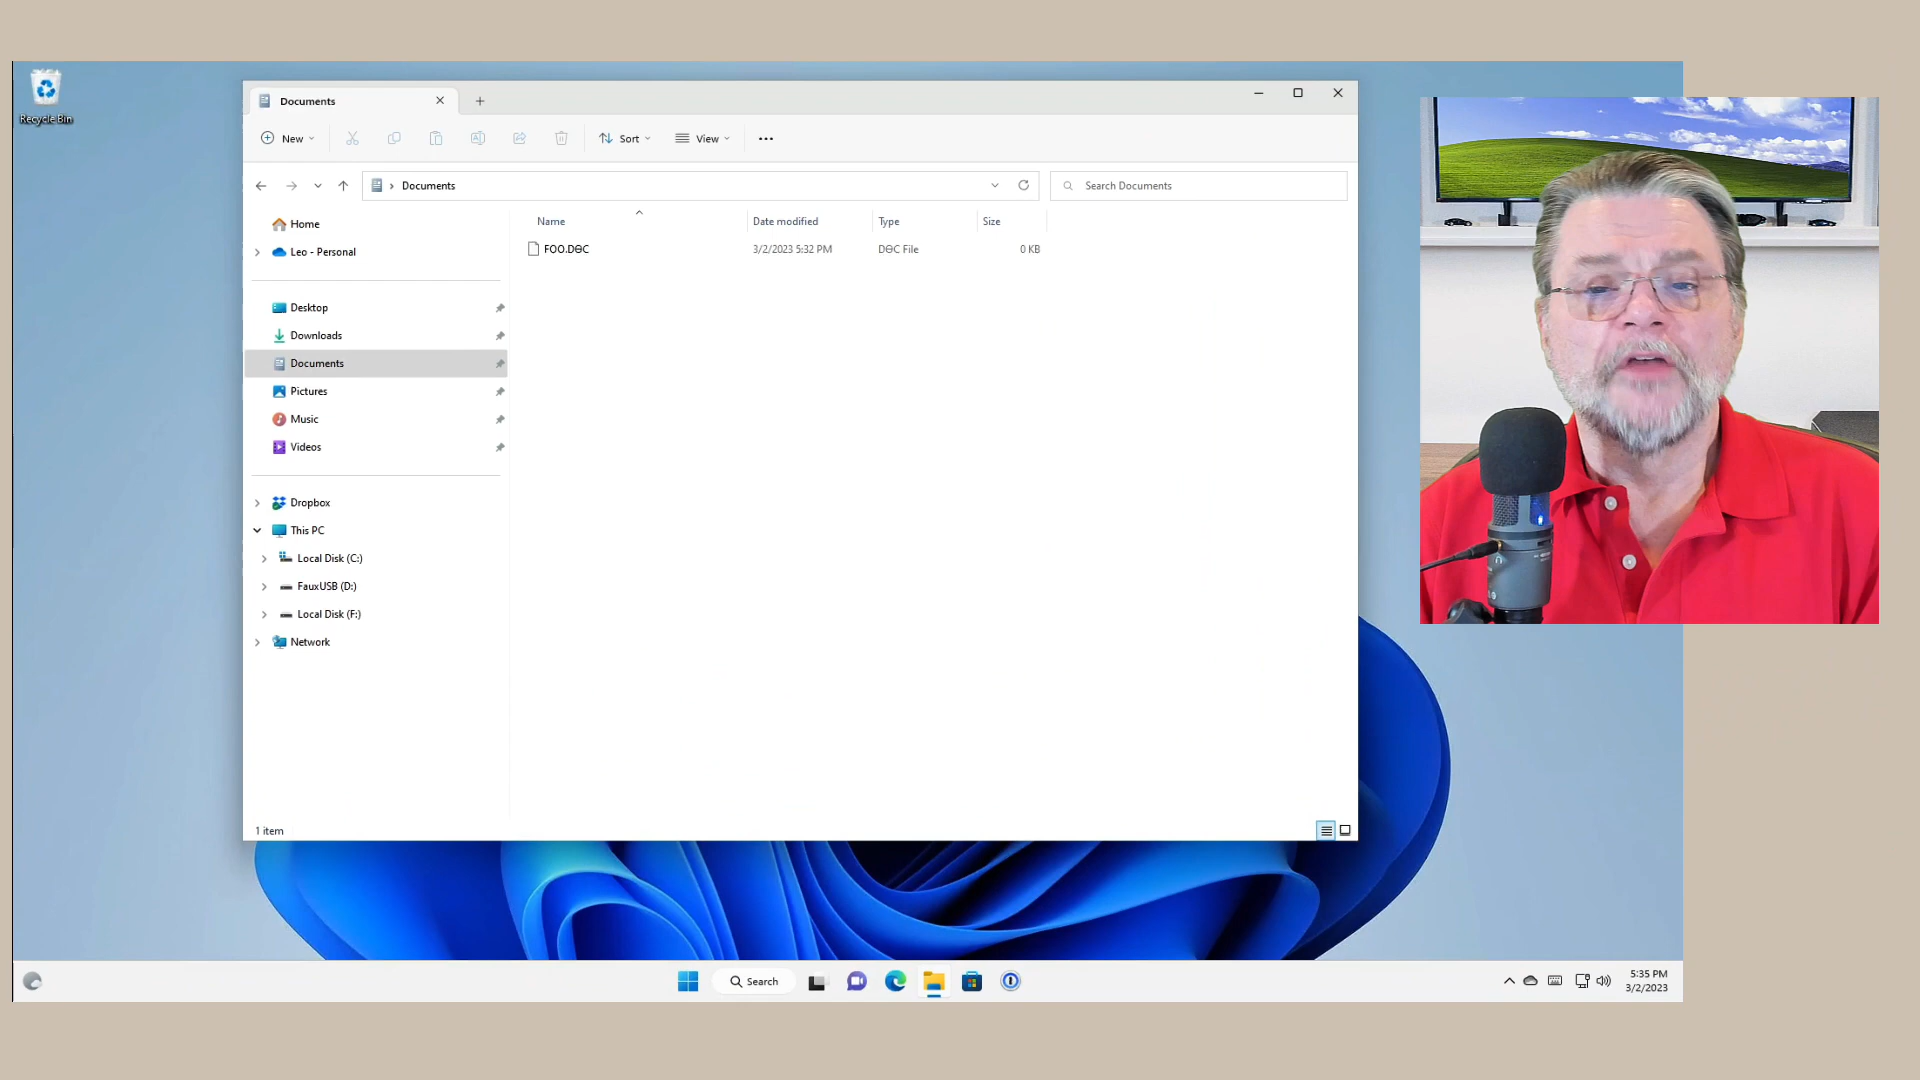 Recycle Bin
Documents
New
Sort
View
Documents
Search Documents
Name
Date modified
Type
Size
FOO.DѲC
3/2/2023 5:32 PM
DѲC File
0 KB
Home
Leo - Personal
Desktop
Downloads
Documents
Pictures
Music
Videos
Dropbox
This PC
Local Disk (C:)
FauxUSB (D:)
Local Disk (F:)
Network
1 item
Search
5:35 PM
3/2/2023